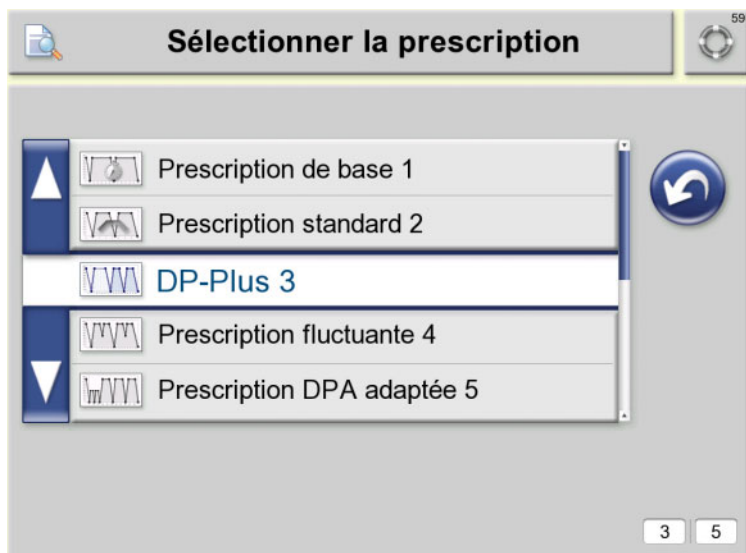 Sélectionner la prescription
59
Prescription de base 1
Prescription standard 2
DP-Plus 3
Prescription fluctuante 4
Prescription DPA adaptée 5
3 5